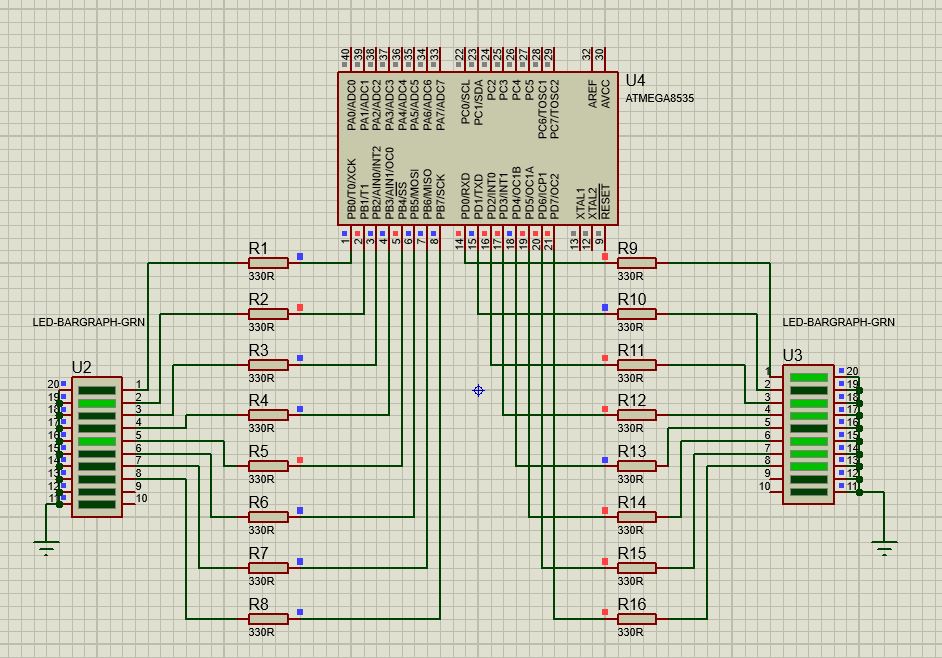 40 39 38 37 36 35 34 33 22 23 24 25 26 27 28 29 32 30
U4
ATMEGA8535
PA0/ADC0
PA1/ADC1
PA2/ADC2
PA3/ADC3
PA4/ADC4
PA5/ADC5
PA6/ADC6
PA7/ADC7
PC0/SCL
PC1/SDA
PC2
PC3
PC4
PC5
PC6/TOSC1
PC7/TOSC2
AREF
AVCC
PB0/T0/XCK
PB1/T1
PB2/AIN0/INT2
PB3/AIN1/OC0
PB4/SS
PB5/MOSI
PB6/MISO
PB7/SCK
PD0/RXD
PD1/TXD
PD2/INT0
PD3/INT1
PD4/OC1B
PD5/OC1A
PD6/ICP1
PD7/OC2
XTAL1
XTAL2
RESET
1 2 3 4 5 6 7 8 14 15 16 17 18 19 20 21 13 12 9
R1
330R
R2
330R
R3
330R
R4
330R
R5
330R
R6
330R
R7
330R
R8
330R
R9
330R
R10
330R
R11
330R
R12
330R
R13
330R
R14
330R
R15
330R
R16
330R
LED-BARGRAPH-GRN
U2
20 1
19 2
18 3
17 4
16 5
15 6
14 7
13 8
12 9
11 10
LED-BARGRAPH-GRN
U3
1 20
2 19
3 18
4 17
5 16
6 15
7 14
8 13
9 12
10 11